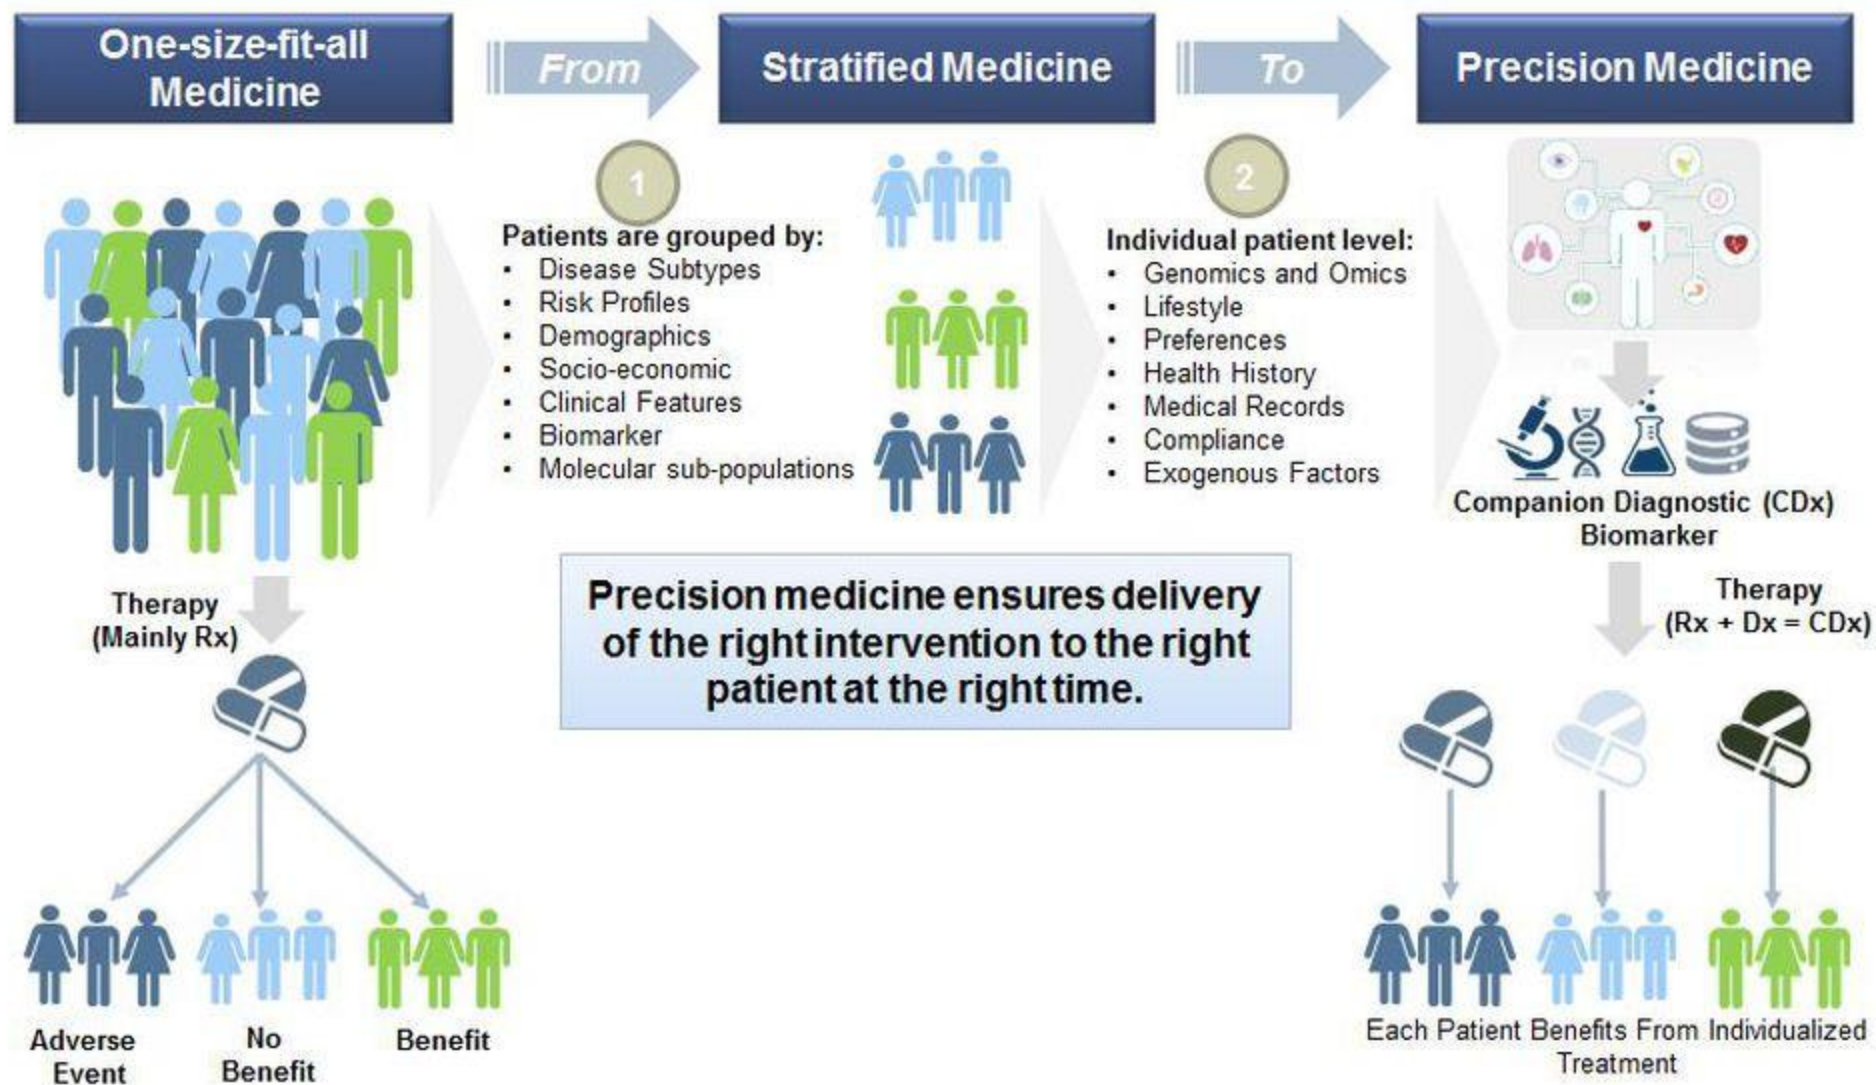 One-size-fit-all
Medicine
From
Stratified Medicine
To
Precision Medicine
1
Patients are grouped by:
• Disease Subtypes
• Risk Profiles
• Demographics
• Socio-economic
• Clinical Features
• Biomarker
• Molecular sub-populations
2
Individual patient level:
• Genomics and Omics
• Lifestyle
• Preferences
• Health History
• Medical Records
• Compliance
• Exogenous Factors
Companion Diagnostic (CDx)
Biomarker
Therapy
(Mainly Rx)
Precision medicine ensures delivery
of the right intervention to the right
patient at the right time.
Therapy
(Rx + Dx = CDx)
Adverse
Event
No
Benefit
Benefit
Each Patient Benefits From Individualized
Treatment